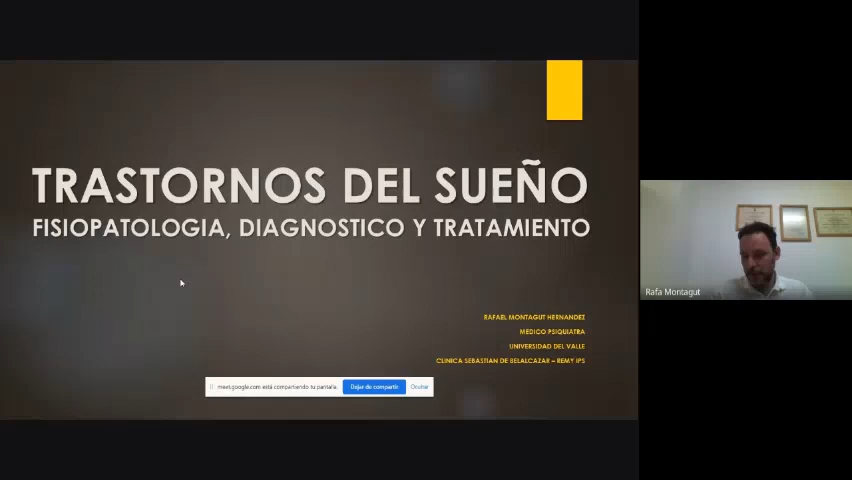 TRASTORNOS DEL SUEÑO
FISIOPATOLOGIA, DIAGNOSTICO Y TRATAMIENTO
RAFAEL MONTAGUT HERNANDEZ
MEDICO PSIQUIATRA
UNIVERSIDAD DEL VALLE
CLINICA SEBASTIAN DE BELALCAZAR – REMY IPS
meet.google.com está compartiendo tu pantalla.
Dejar de compartir
Ocultar
Rafa Montagut